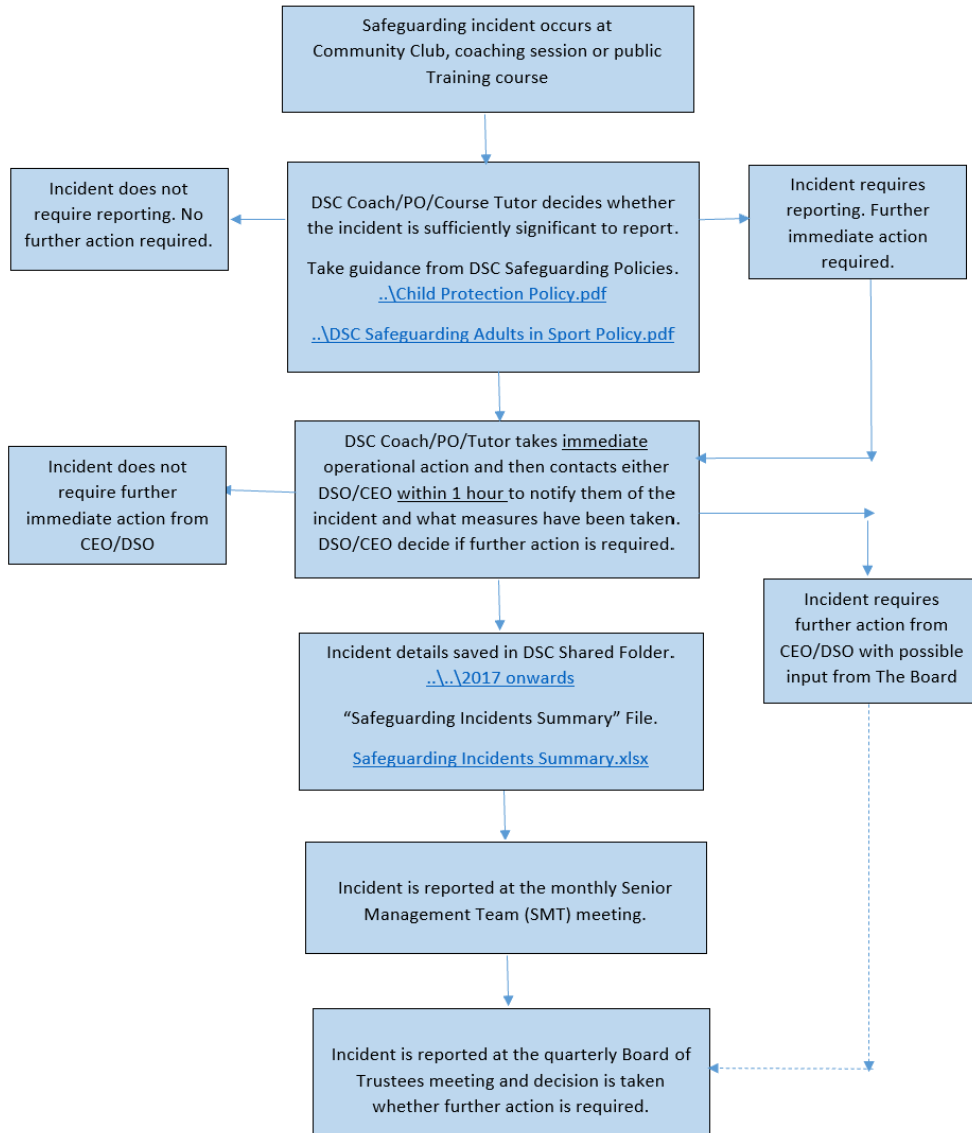 Safeguarding incident occurs at
Community Club, coaching session or public
Training course
Incident does not
require reporting. No
further action required.
DSC Coach/PO/Course Tutor decides whether
the incident is sufficiently significant to report.
Take guidance from DSC Safeguarding Policies.
..\Child Protection Policy.pdf
..\DSC Safeguarding Adults in Sport Policy.pdf
Incident requires
reporting. Further
immediate action
required.
Incident does not
require further
immediate action from
CEO/DSO
DSC Coach/PO/Tutor takes immediate
operational action and then contacts either
DSO/CEO within 1 hour to notify them of the
incident and what measures have been taken.
DSO/CEO decide if further action is required.
Incident requires
further action from
CEO/DSO with possible
input from The Board
Incident details saved in DSC Shared Folder.
..\..\2017 onwards
“Safeguarding Incidents Summary” File.
Safeguarding Incidents Summary.xlsx
Incident is reported at the monthly Senior
Management Team (SMT) meeting.
Incident is reported at the quarterly Board of
Trustees meeting and decision is taken
whether further action is required.